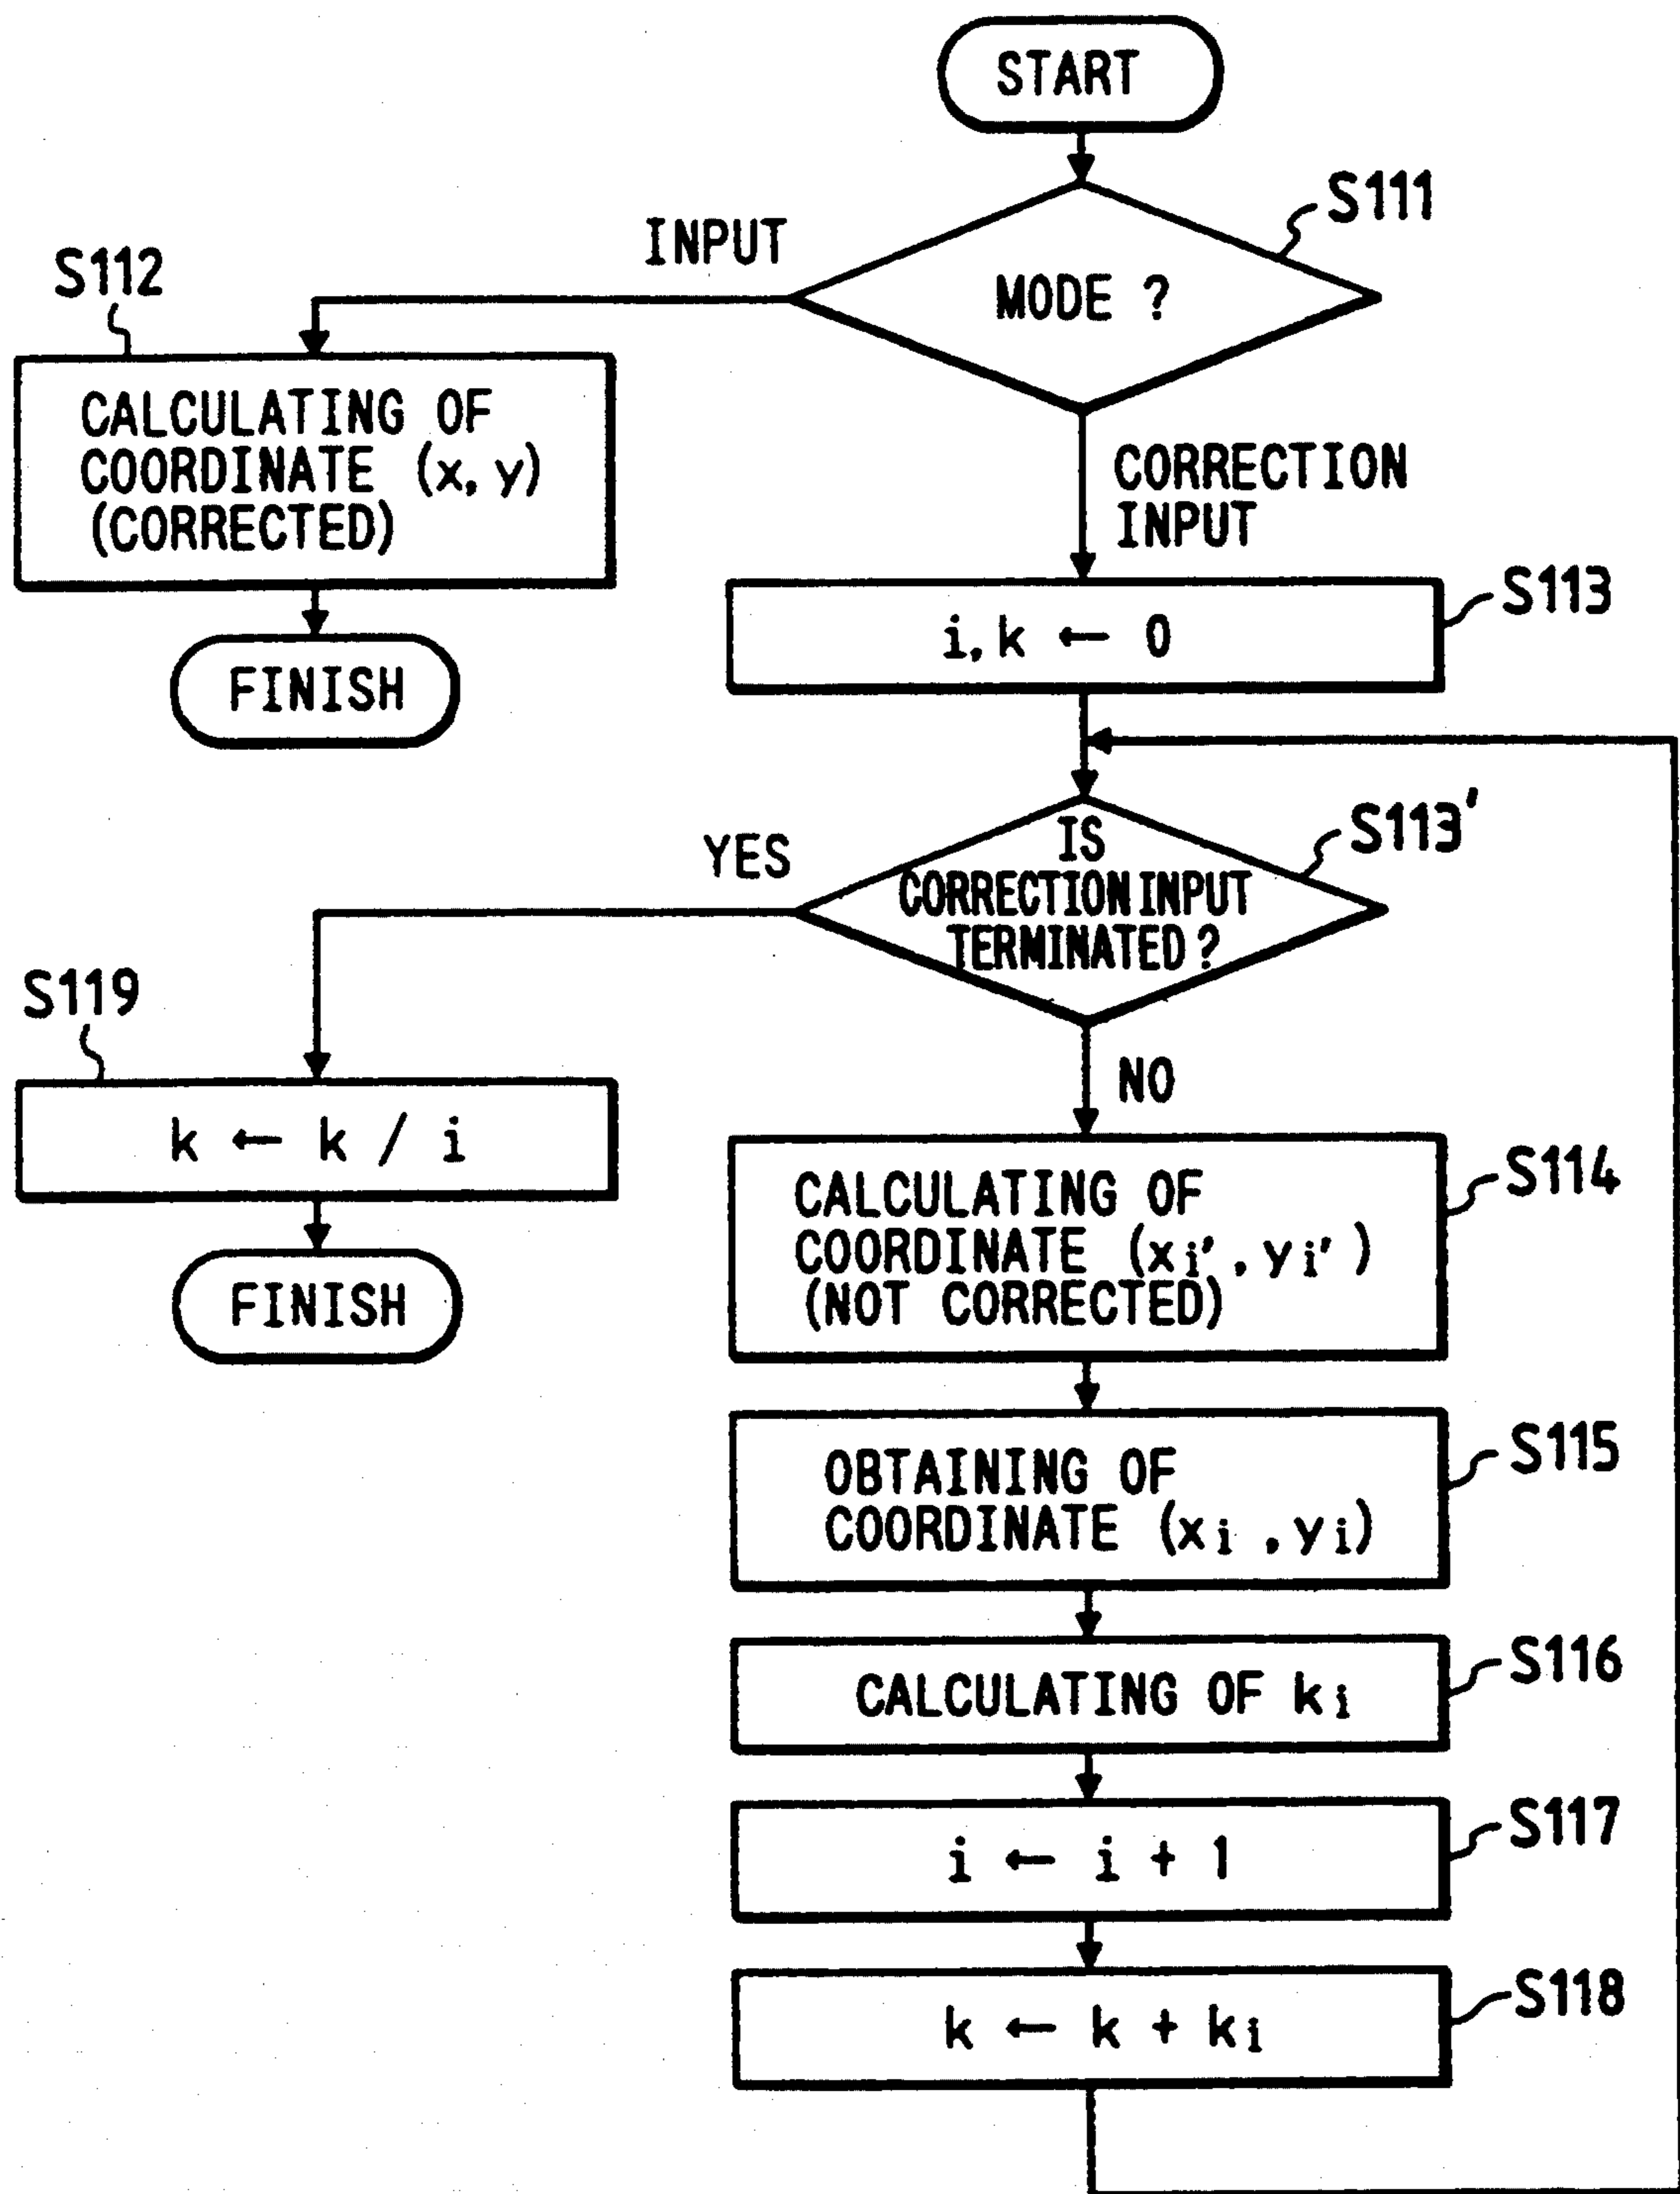 START
S111
MODE ?
INPUT
S112
CALCULATING OF
COORDINATE (x, y)
(CORRECTED)
FINISH
CORRECTION
INPUT
S113
i, k ← 0
S113'
IS
CORRECTION INPUT
TERMINATED ?
YES
S119
k ← k / i
FINISH
NO
S114
CALCULATING OF
COORDINATE (xi', yi')
(NOT CORRECTED)
S115
OBTAINING OF
COORDINATE (xi, yi)
S116
CALCULATING OF ki
S117
i ← i + 1
S118
k ← k + ki